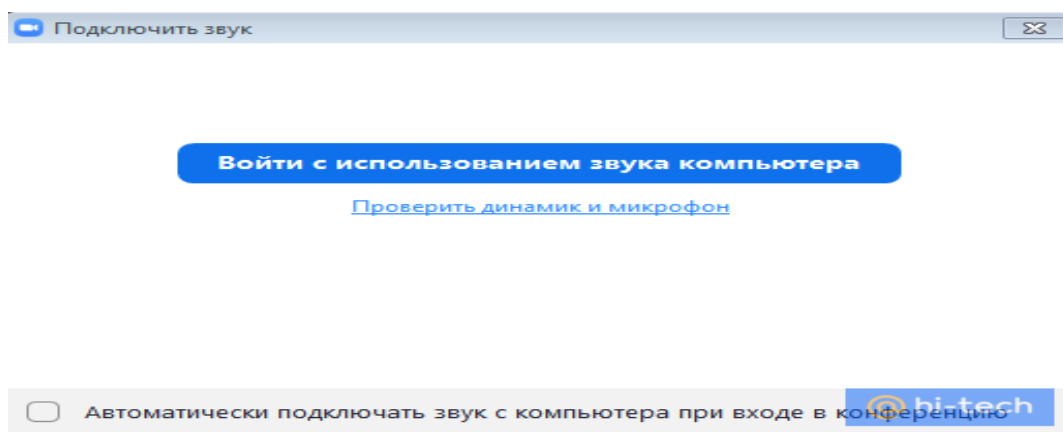 Подключить звук
Войти с использованием звука компьютера
Проверить динамик и микрофон
Автоматически подключать звук с компьютера при входе в конференцию
hi-tech